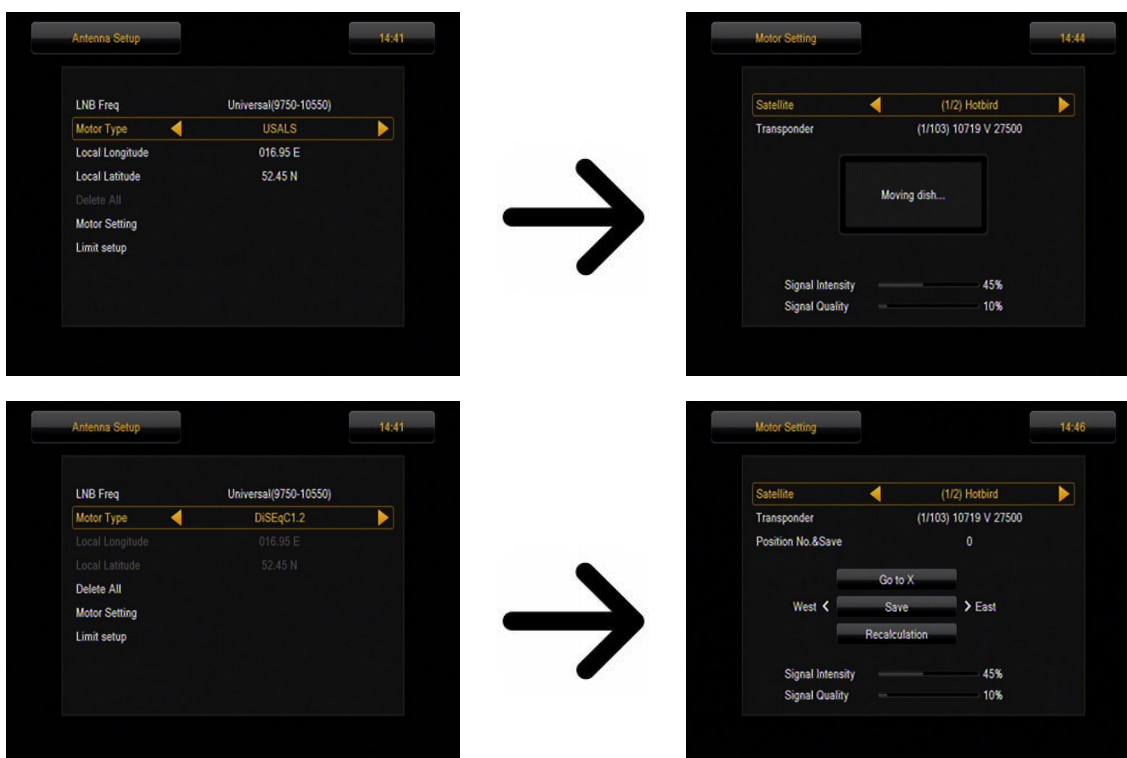 Antenna Setup 14:41
LNB Freq Universal(9750-10550)
Motor Type USALS
Local Longitude 016.95 E
Local Latitude 52.45 N
Delete All
Motor Setting
Limit setup
Motor Setting 14:44
Satellite (1/2) Hotbird
Transponder (1/103) 10719 V 27500
Moving dish...
Signal Intensity 45%
Signal Quality 10%
Antenna Setup 14:41
LNB Freq Universal(9750-10550)
Motor Type DiSEqC1.2
Local Longitude 016.95 E
Local Latitude 52.45 N
Delete All
Motor Setting
Limit setup
Motor Setting 14:46
Satellite (1/2) Hotbird
Transponder (1/103) 10719 V 27500
Position No.&Save 0
Go to X
West < Save > East
Recalculation
Signal Intensity 45%
Signal Quality 10%